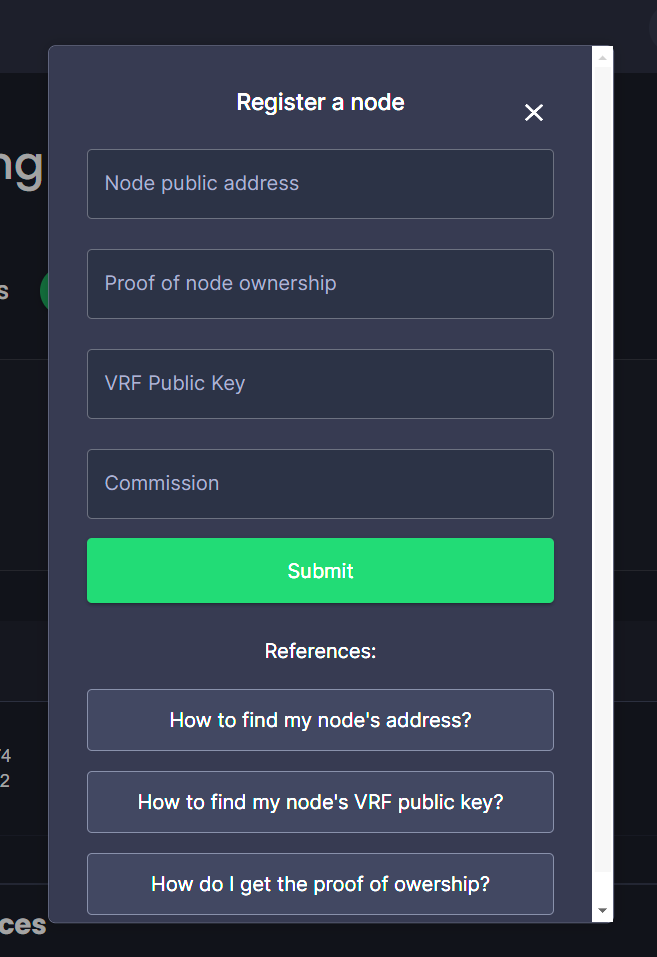 Register a node
ng
Node public address
s
Proof of node ownership
VRF Public Key
Commission
Submit
References:
How to find my node's address?
4
2
How to find my node's VRF public key?
How do I get the proof of owership?
ces